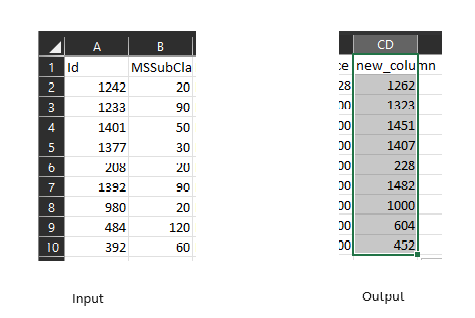 A B CD
1 Id MSSubCla ce new_column
2 1242 20 28 1262
3 1233 90 00 1323
4 1401 50 00 1451
5 1377 30 00 1407
6 208 20 00 228
7 1392 90 00 1482
8 980 20 00 1000
9 484 120 00 604
10 392 60 00 452
Input Output